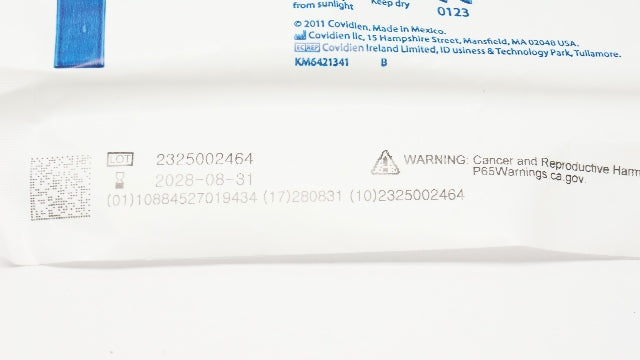 from sunlight
Keep dry
0123
© 2011 Covidien. Made in Mexico.
Covidien llc, 15 Hampshire Street, Mansfield, MA 02048 USA.
EC REP Covidien Ireland Limited, IDA Business & Technology Park, Tullamore.
KM6421341 B
LOT 2325002464
2028-08-31
(01)10884527019434 (17)280831 (10)2325002464
WARNING: Cancer and Reproductive Harm
P65Warnings.ca.gov.